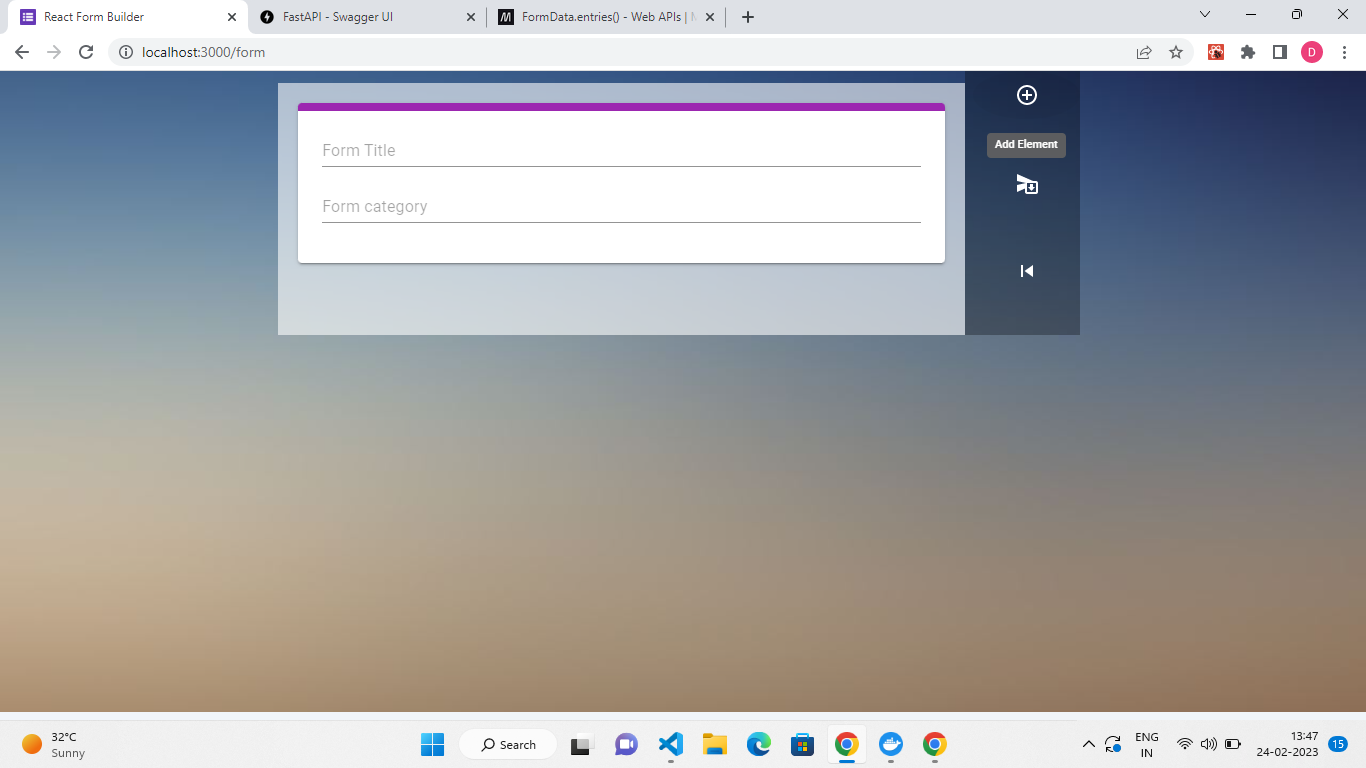 React Form Builder
FastAPI - Swagger UI
FormData.entries() - Web APIs |
localhost:3000/form
D
Form Title
Add Element
Form category
32°C
Sunny
Search
ENG
IN
13:47
24-02-2023
15